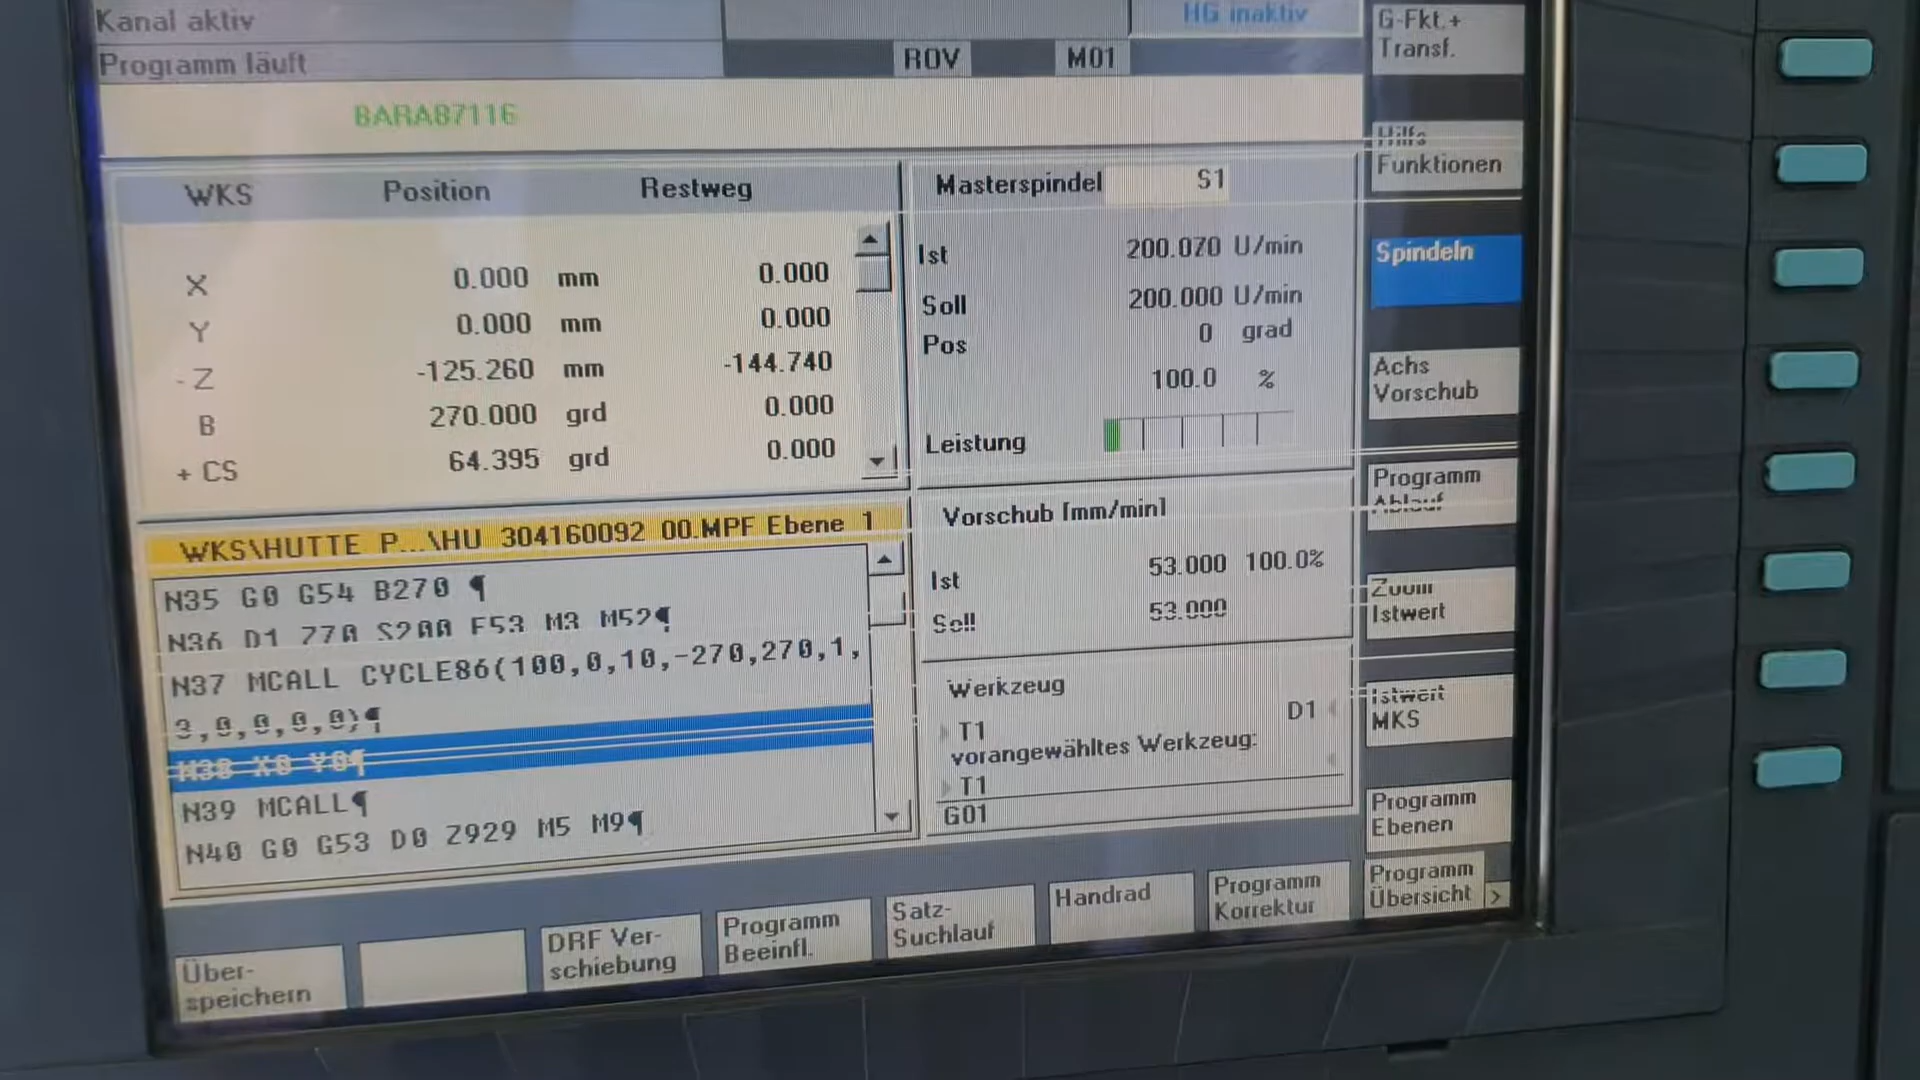 Kanal aktiv
HG inaktiv
Programm läuft
ROV
M01
BARA87116
WKS Position Restweg
X 0.000 mm 0.000
Y 0.000 mm 0.000
- Z -125.260 mm -144.740
B 270.000 grd 0.000
+ CS 64.395 grd 0.000
Masterspindel S1
Ist 200.070 U/min
Soll 200.000 U/min
Pos 0 grad
100.0 %
Leistung
WKS\HUTTE P...\HU 304160092 00.MPF Ebene 1
N35 G0 G54 B270 ¶
N36 D1 Z70 S200 F53 M3 M52¶
N37 MCALL CYCLE86(100,0,10,-270,270,1,
3,0,0,0,0)¶
N38 X0 Y0¶
N39 MCALL¶
N40 G0 G53 D0 Z929 M5 M9¶
Vorschub [mm/min]
Ist 53.000 100.0%
Soll 53.000
Werkzeug
T1 D1
vorangewähltes Werkzeug:
T1
G01
G-Fkt.+
Transf.
Hilfs
Funktionen
Spindeln
Achs
Vorschub
Programm
Ablauf
Zoom
Istwert
Istwert
MKS
Programm
Ebenen
Programm
Übersicht >
Über-
speichern
DRF Ver-
schiebung
Programm
Beeinfl.
Satz-
Suchlauf
Handrad
Programm
Korrektur